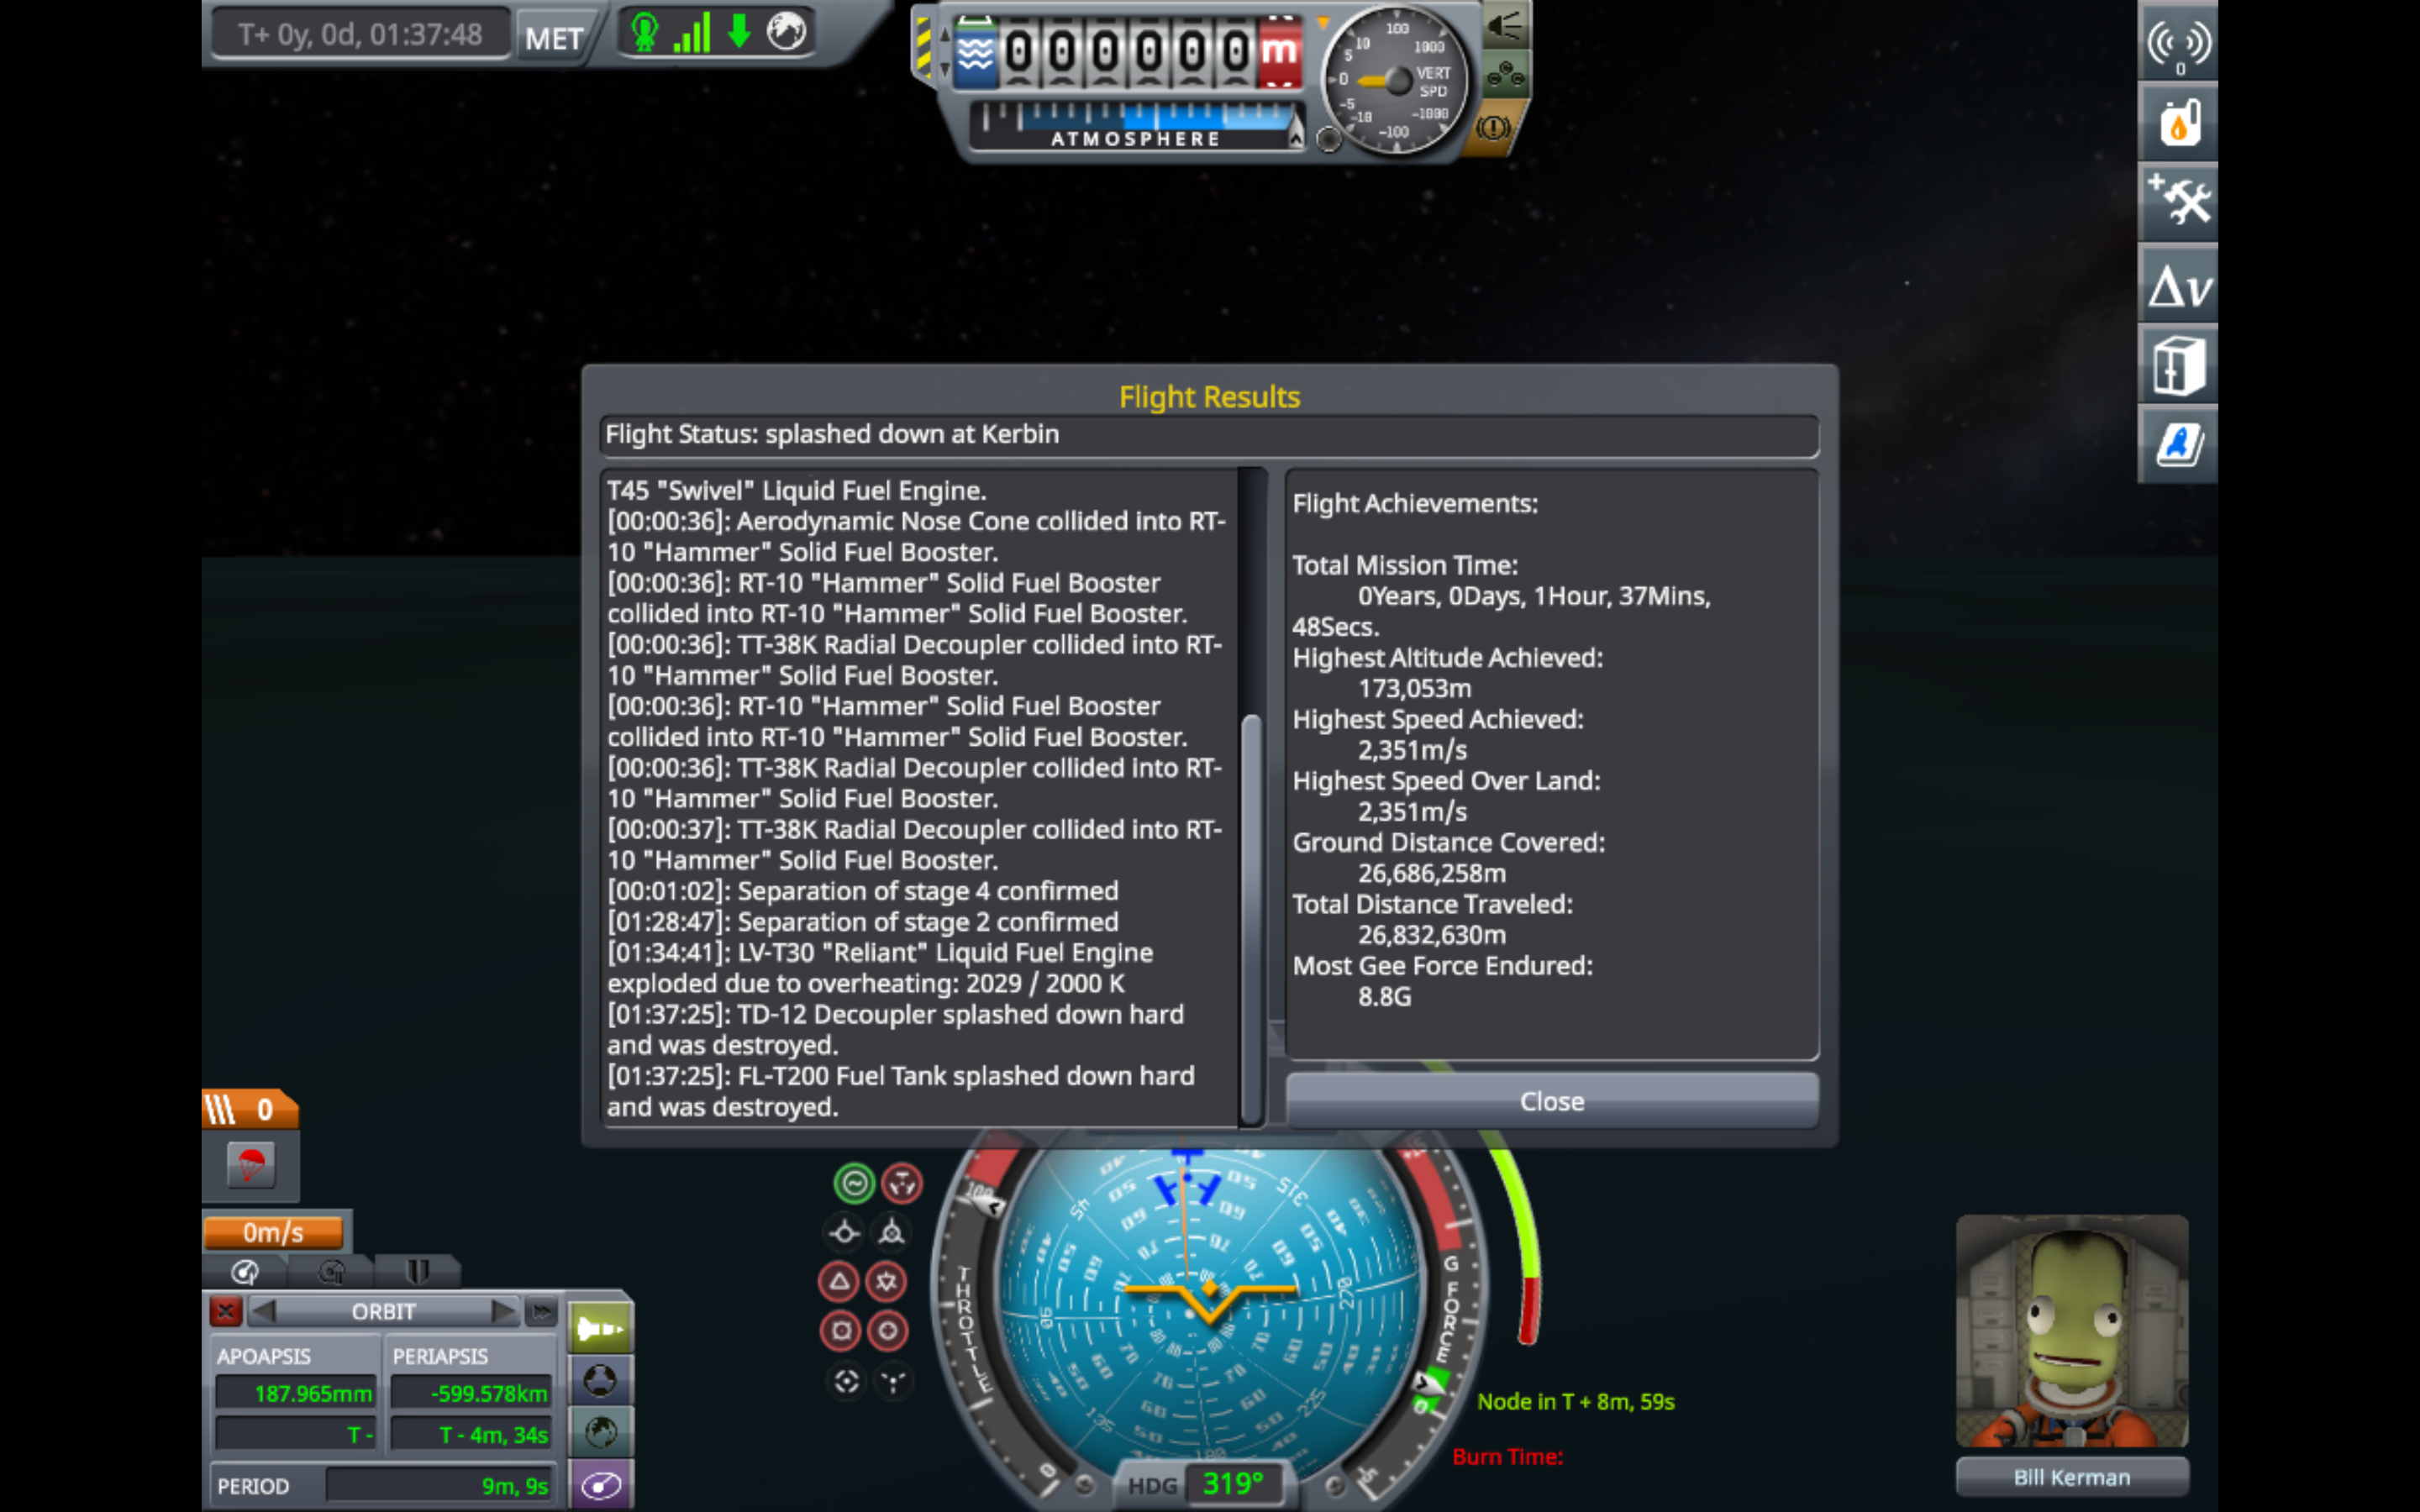 T+ 0y, 0d, 01:37:48
MET
000000m
100
10
1000
5
0
VERT
SPD
-5
-10
-1000
-100
ATMOSPHERE
0
Δv
Flight Results
Flight Status: splashed down at Kerbin
T45 "Swivel" Liquid Fuel Engine.
[00:00:36]: Aerodynamic Nose Cone collided into RT-
10 "Hammer" Solid Fuel Booster.
[00:00:36]: RT-10 "Hammer" Solid Fuel Booster
collided into RT-10 "Hammer" Solid Fuel Booster.
[00:00:36]: TT-38K Radial Decoupler collided into RT-
10 "Hammer" Solid Fuel Booster.
[00:00:36]: RT-10 "Hammer" Solid Fuel Booster
collided into RT-10 "Hammer" Solid Fuel Booster.
[00:00:36]: TT-38K Radial Decoupler collided into RT-
10 "Hammer" Solid Fuel Booster.
[00:00:37]: TT-38K Radial Decoupler collided into RT-
10 "Hammer" Solid Fuel Booster.
[00:01:02]: Separation of stage 4 confirmed
[01:28:47]: Separation of stage 2 confirmed
[01:34:41]: LV-T30 "Reliant" Liquid Fuel Engine
exploded due to overheating: 2029 / 2000 K
[01:37:25]: TD-12 Decoupler splashed down hard
and was destroyed.
[01:37:25]: FL-T200 Fuel Tank splashed down hard
and was destroyed.
Flight Achievements:
Total Mission Time:
0Years, 0Days, 1Hour, 37Mins,
48Secs.
Highest Altitude Achieved:
173,053m
Highest Speed Achieved:
2,351m/s
Highest Speed Over Land:
2,351m/s
Ground Distance Covered:
26,686,258m
Total Distance Traveled:
26,832,630m
Most Gee Force Endured:
8.8G
Close
0
0m/s
ORBIT
APOAPSIS
PERIAPSIS
187.965mm
-599.578km
T -
T - 4m, 34s
PERIOD
9m, 9s
THROTTLE
100
0
G FORCE
0
15
HDG
319°
Node in T + 8m, 59s
Burn Time:
Bill Kerman